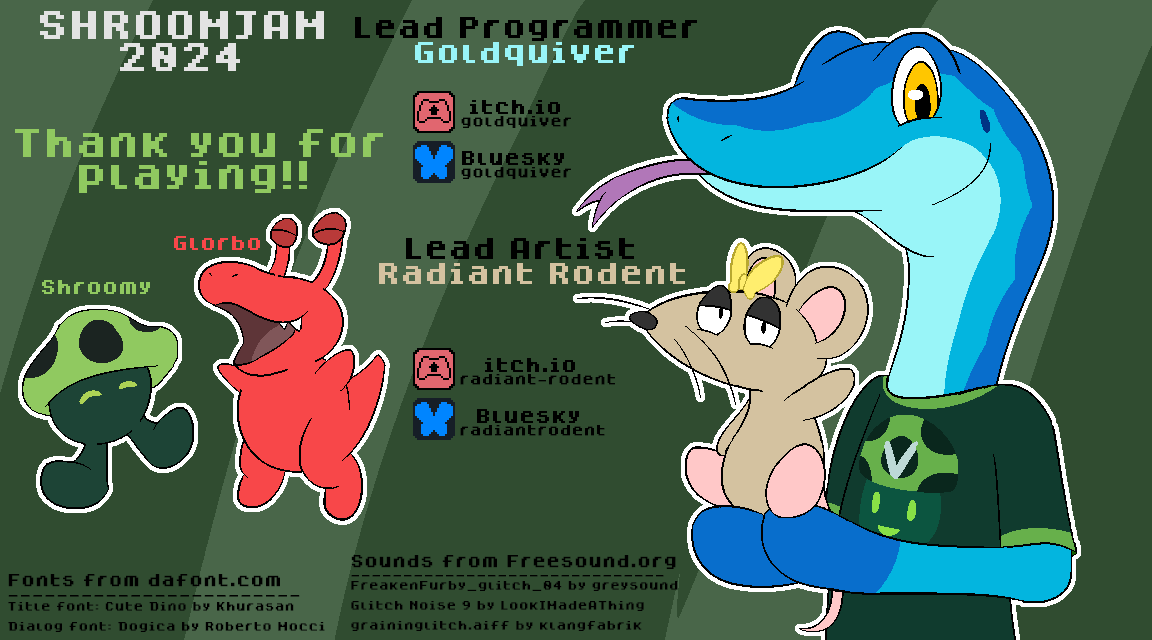 SHROOMJAM
2024
Thank you for
playing!!
Glorbo
Shroomy
Fonts from dafont.com
------------------------------
Title font: Cute Dino by Khurasan
Dialog font: Dogica by Roberto Mocci
Lead Programmer
Goldquiver
itch.io
goldquiver
Bluesky
goldquiver
Lead Artist
Radiant Rodent
itch.io
radiant-rodent
Bluesky
radiantrodent
Sounds from Freesound.org
------------------------------
FreakenFurby_glitch_04 by greysound
Glitch Noise 9 by LookIMadeAThing
graininglitch.aiff by klangfabrik
V